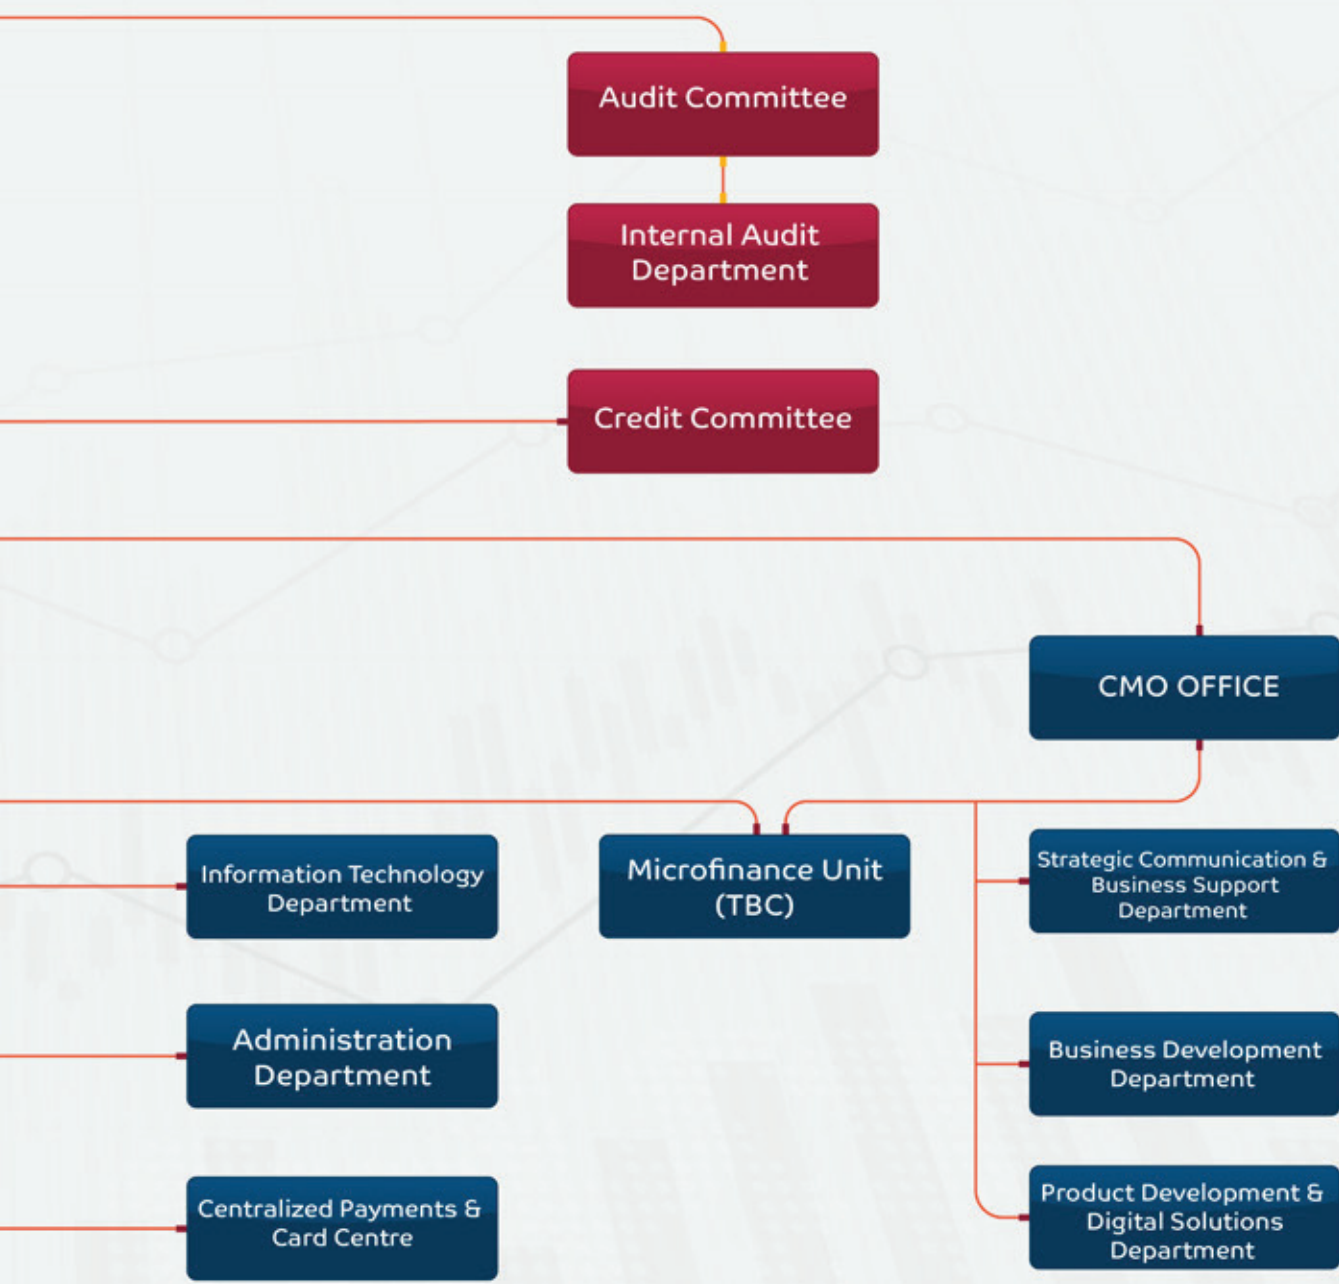 Audit Committee
Internal Audit
Department
Credit Committee
CMO OFFICE
Information Technology
Department
Microfinance Unit
(TBC)
Strategic Communication &
Business Support
Department
Administration
Department
Business Development
Department
Centralized Payments &
Card Centre
Product Development &
Digital Solutions
Department